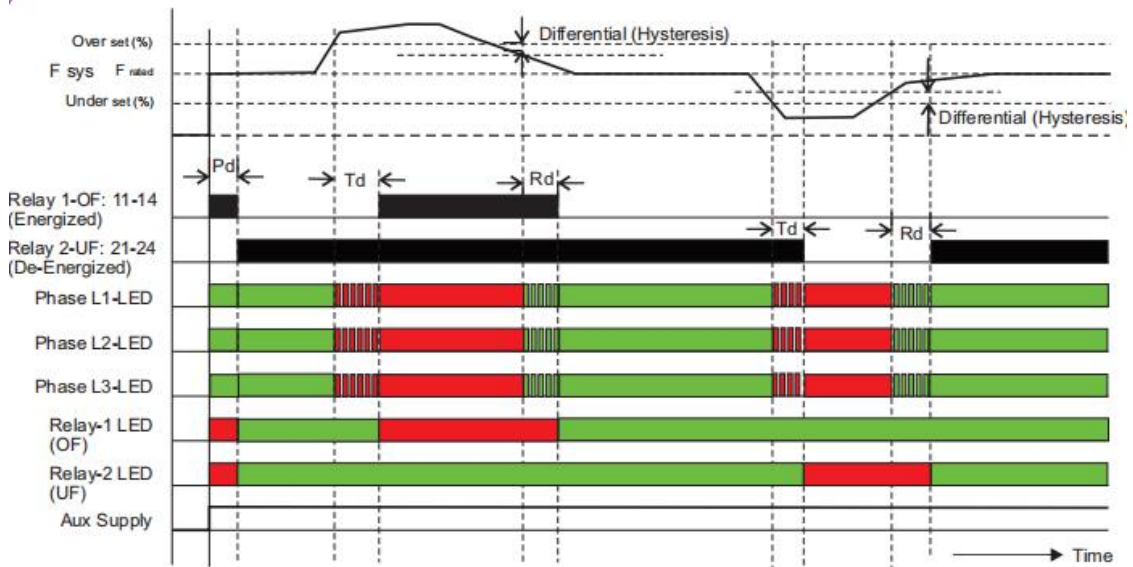 Over set (%)
Differential (Hysteresis)
F sys F rated
Under set (%)
Differential (Hysteresis)
Pd
Td
Rd
Relay 1-OF: 11-14
(Energized)
Td
Rd
Relay 2-UF: 21-24
(De-Energized)
Phase L1-LED
Phase L2-LED
Phase L3-LED
Relay-1 LED
(OF)
Relay-2 LED
(UF)
Aux Supply
Time